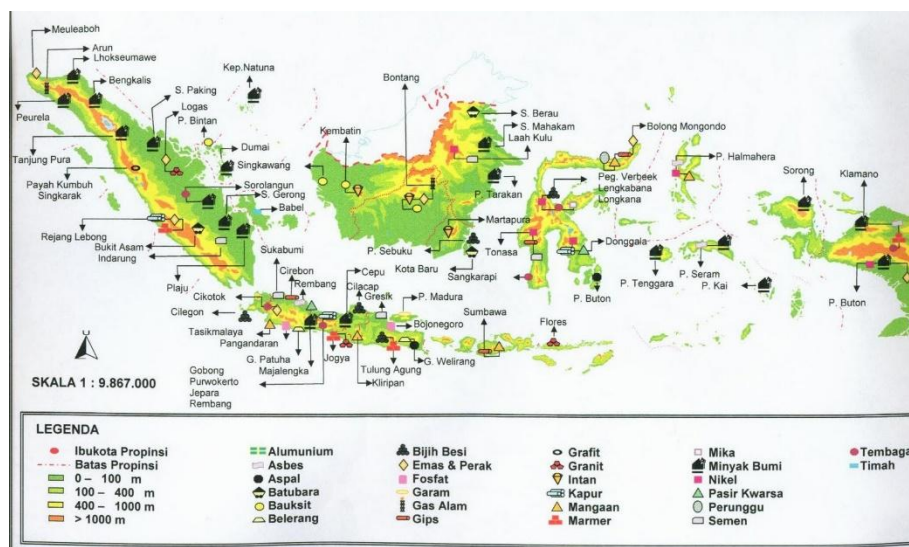 Meuleaboh
Arun
Lhokseumawe
Bengkalis
Kep.Natuna
S. Paking
Logas
P. Bintan
Peurela
Dumai
Tanjung Pura
Singkawang
Payah Kumbuh
Singkarak
Sorolangun
S. Gerong
Babel
Rejang Lebong
Bukit Asam
Indarung
Plaju
Kembatin
Bontang
S. Berau
S. Mahakam
Laah Kulu
P. Tarakan
Martapura
P. Sebuku
Kota Baru
Sangkarapi
Tonasa
Peg. Verbeek
Lengkabana
Longkana
Bolong Mongondo
Donggala
P. Buton
P. Halmahera
P. Tenggara
P. Seram
P. Kai
Sorong
Klamano
P. Buton
Sukabumi
Cirebon
Rembang
Cepu
Cilacap
Gresik
P. Madura
Cikotok
Cilegon
Tasikmalaya
Pangandaran
G. Patuha
Majalengka
Jogya
Bojonegoro
G. Welirang
Tulung Agung
Kliripan
Sumbawa
Flores
Gobong
Purwokerto
Jepara
Rembang
SKALA 1 : 9.867.000
LEGENDA
Ibukota Propinsi
Batas Propinsi
0 – 100 m
100 – 400 m
400 – 1000 m
> 1000 m
Alumunium
Asbes
Aspal
Batubara
Bauksit
Belerang
Bijih Besi
Emas & Perak
Fosfat
Garam
Gas Alam
Gips
Grafit
Granit
Intan
Kapur
Mangaan
Marmer
Mika
Minyak Bumi
Nikel
Pasir Kwarsa
Perunggu
Semen
Tembaga
Timah